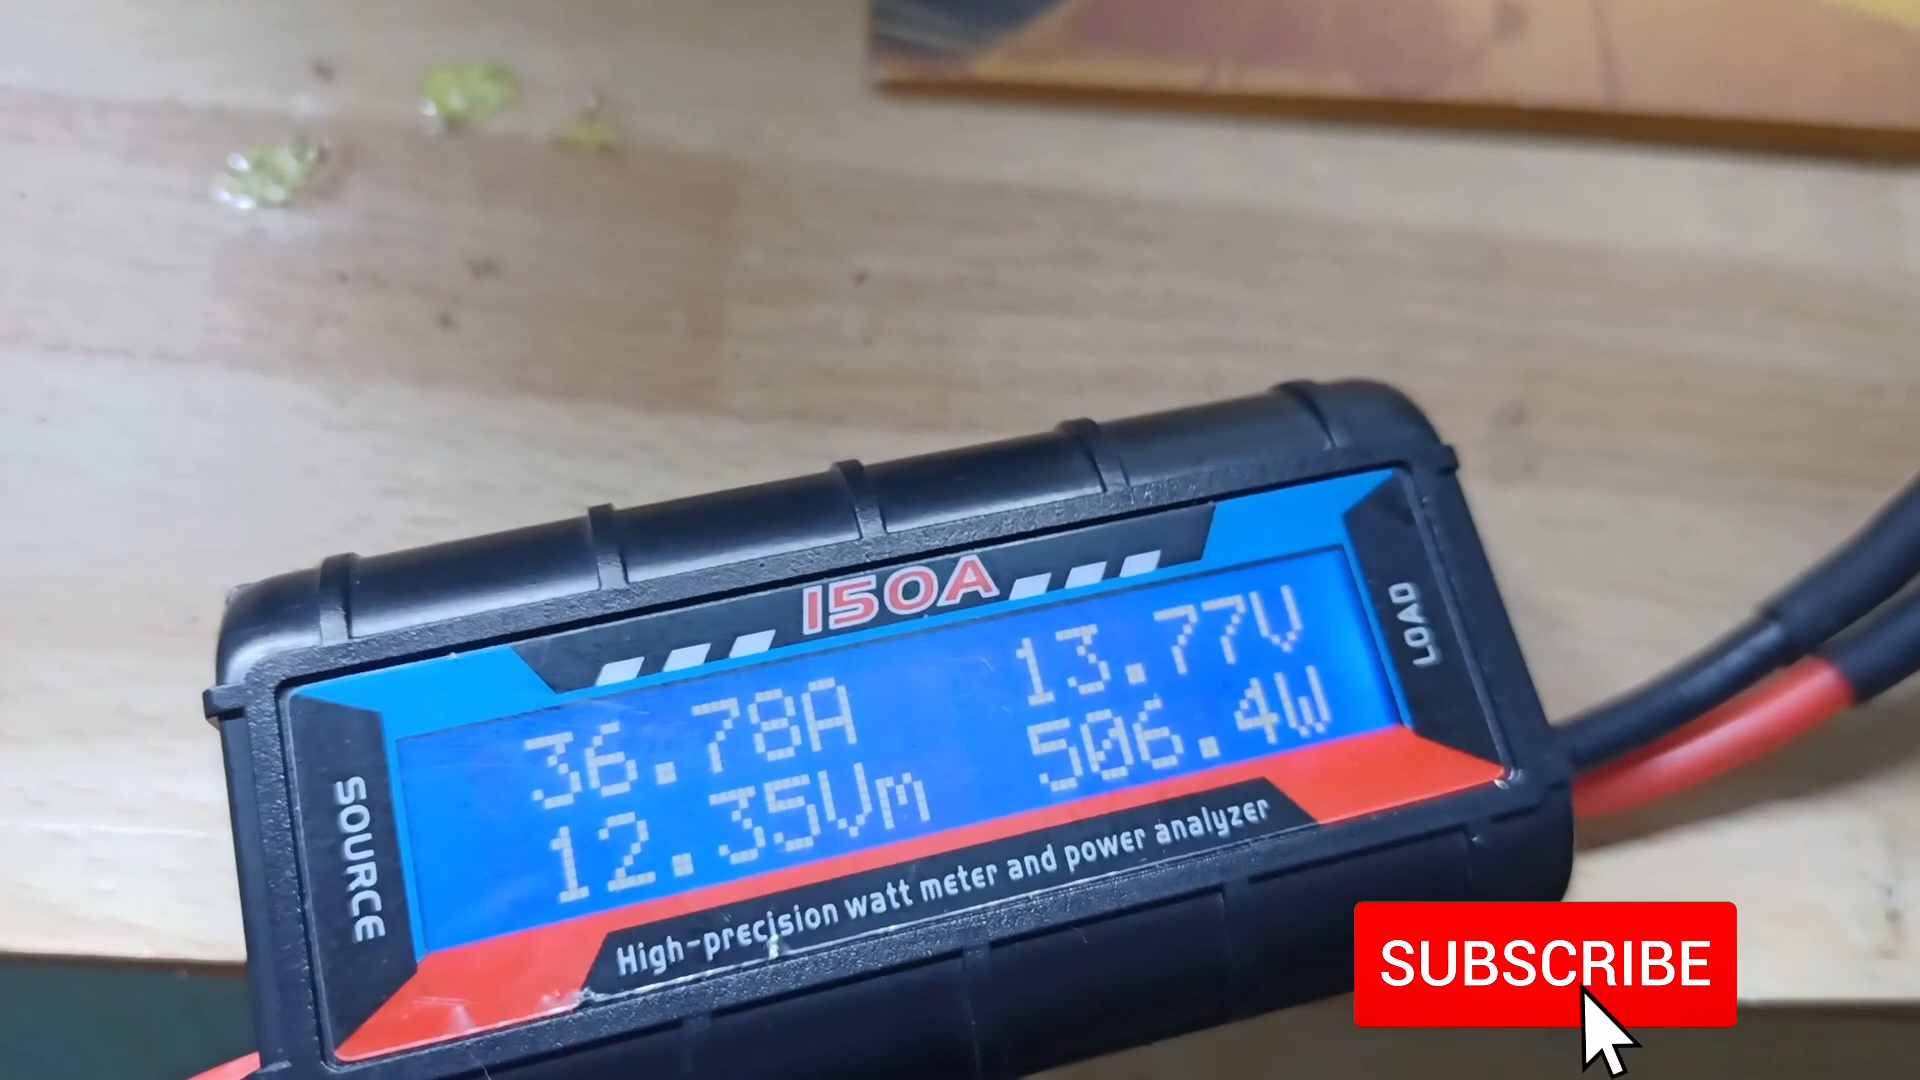 150A
36.78A 13.77V
12.35Vm 506.4W
SOURCE
LOAD
High-precision watt meter and power analyzer
SUBSCRIBE